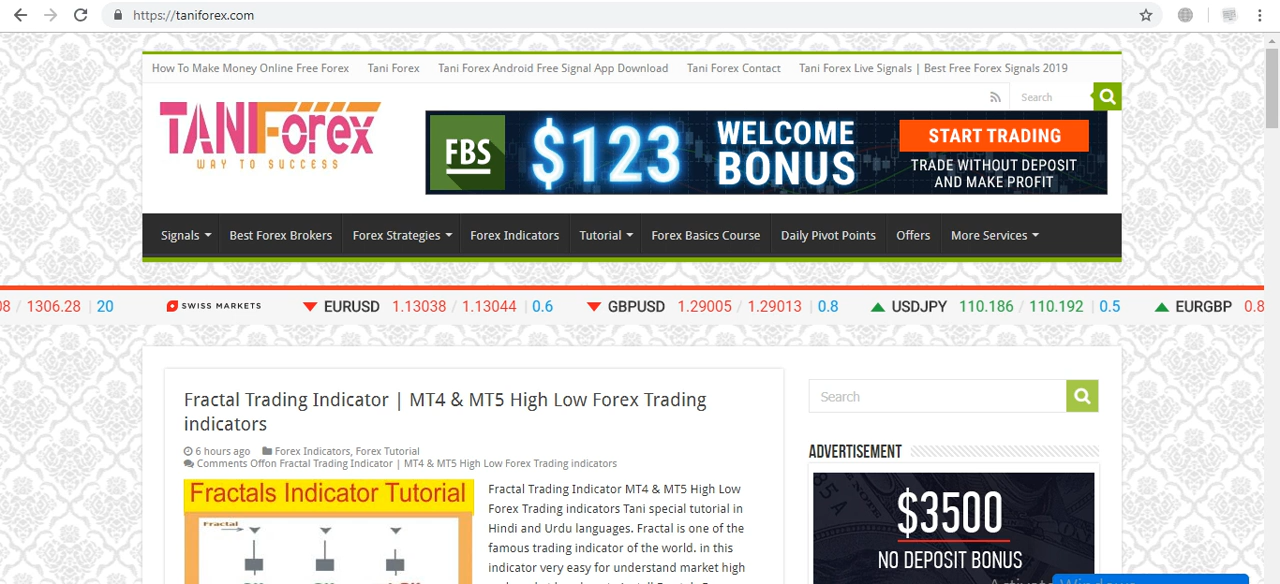 https://taniforex.com
How To Make Money Online Free Forex Tani Forex Tani Forex Android Free Signal App Download Tani Forex Contact Tani Forex Live Signals | Best Free Forex Signals 2019
Search
TANIForex
WAY TO SUCCESS
FBS
$123
WELCOME
BONUS
START TRADING
TRADE WITHOUT DEPOSIT
AND MAKE PROFIT
Signals Best Forex Brokers Forex Strategies Forex Indicators Tutorial Forex Basics Course Daily Pivot Points Offers More Services
1306.28 | 20 SWISS MARKETS EURUSD 1.13038 / 1.13044 | 0.6 GBPUSD 1.29005 / 1.29013 | 0.8 USDJPY 110.186 / 110.192 | 0.5 EURGBP
Fractal Trading Indicator | MT4 & MT5 High Low Forex Trading
indicators
6 hours ago Forex Indicators, Forex Tutorial
Comments Offon Fractal Trading Indicator | MT4 & MT5 High Low Forex Trading indicators
Fractals Indicator Tutorial
Fractal
Fractal Trading Indicator MT4 & MT5 High Low
Forex Trading indicators Tani special tutorial in
Hindi and Urdu languages. Fractal is one of the
famous trading indicator of the world. in this
indicator very easy for understand market high
Search
ADVERTISEMENT
$3500
NO DEPOSIT BONUS